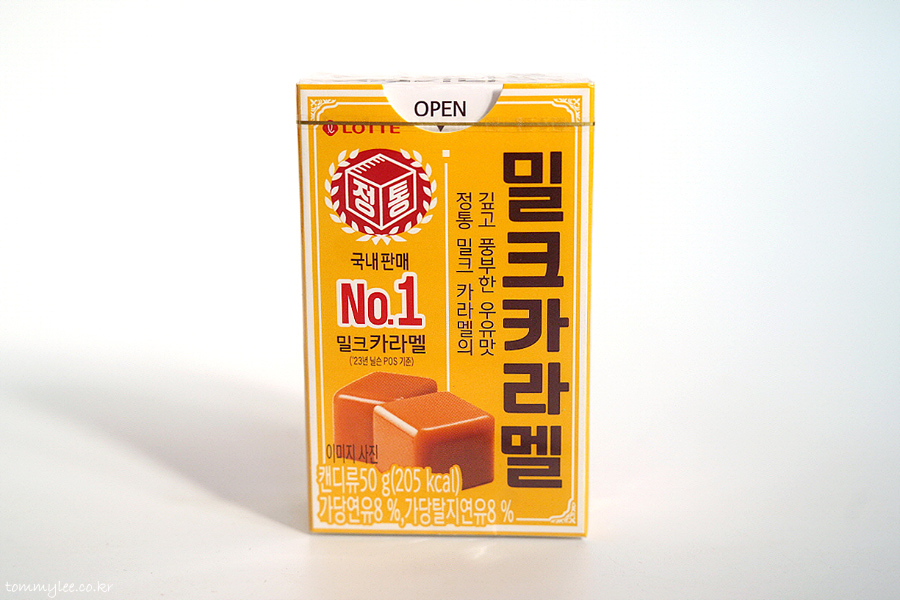 OPEN
LOTTE
정통
국내판매
No.1
밀크카라멜
('23년 닐슨 POS 기준)
밀크카라멜
깊고 풍부한 우유맛
정통 밀크 카라멜의
이미지 사진
캔디류50 g(205 kcal)
가당연유8 %,가당탈지연유8 %
tommylee.co.kr